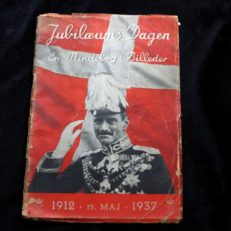 Jubilæums Dagen
En Mindebog i Billeder
1912 · 15. MAJ · 1937